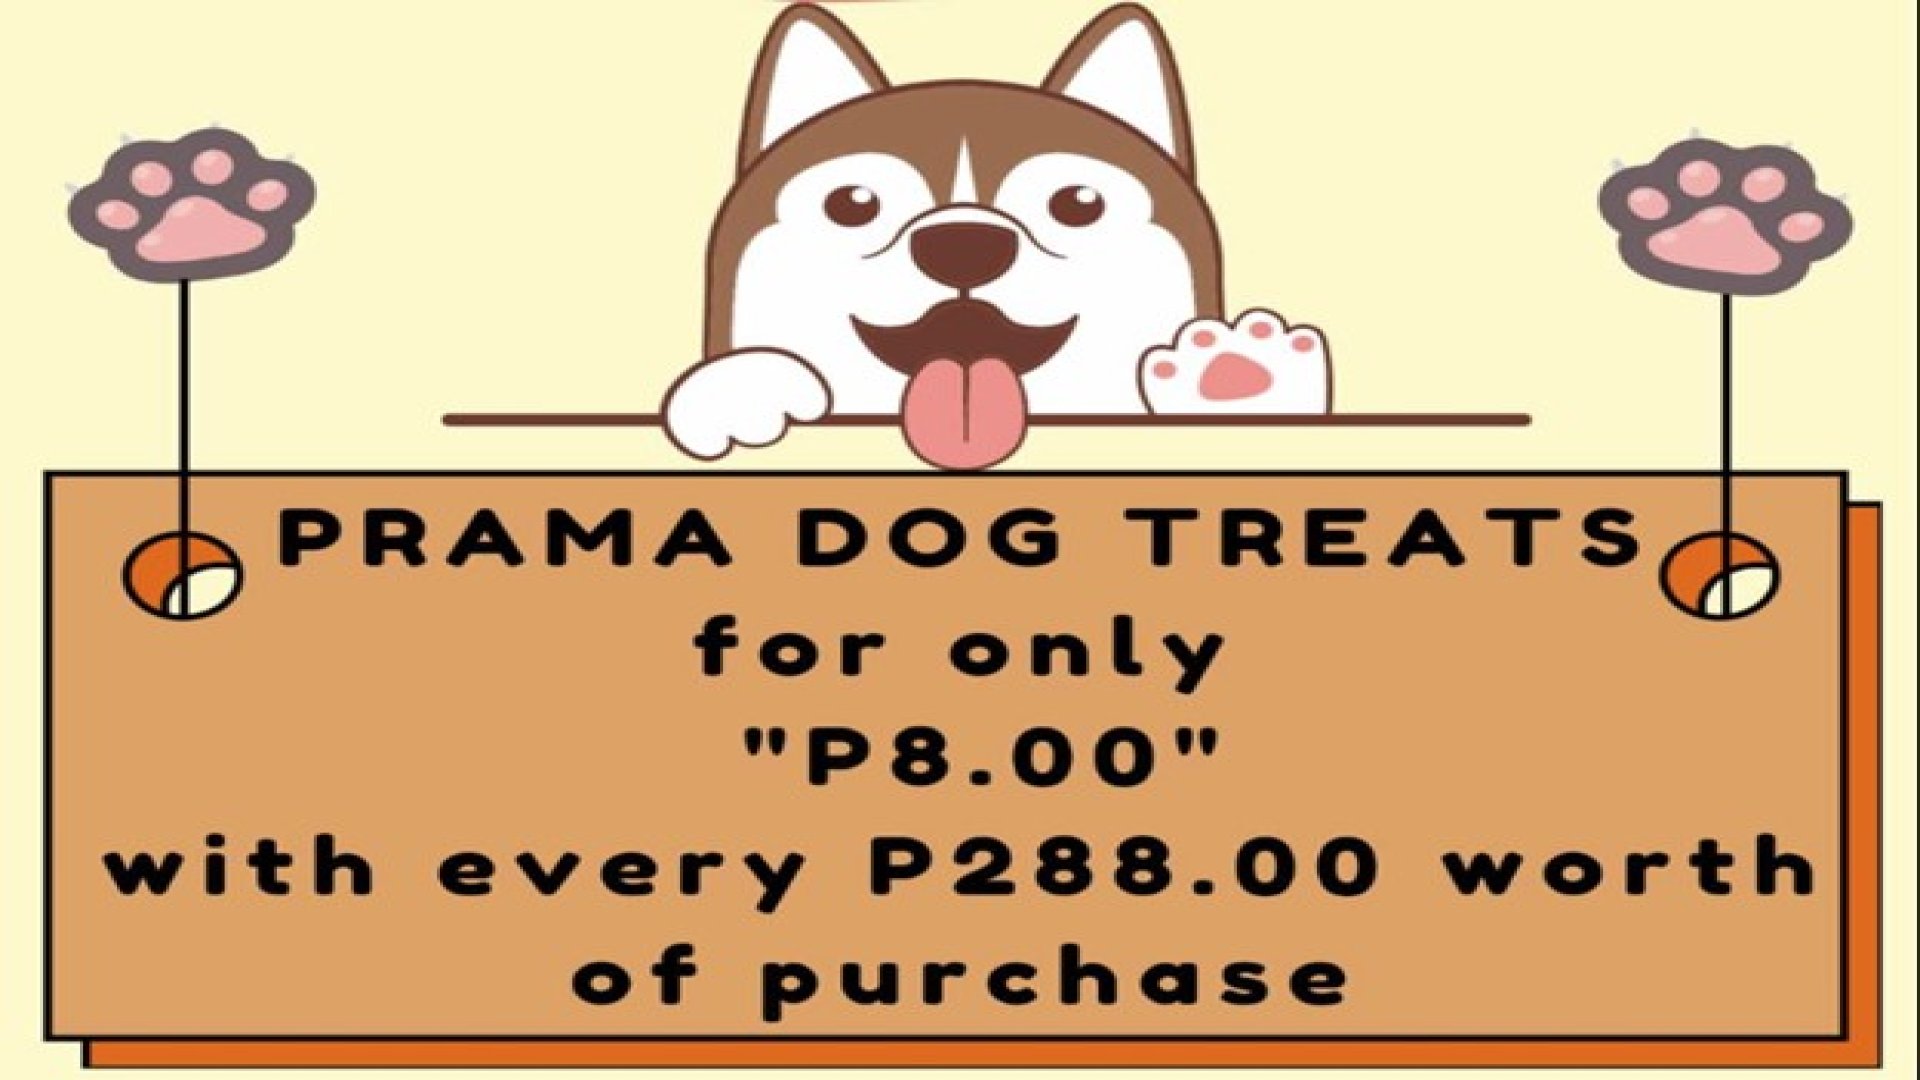 PRAMA DOG TREATS
for only
"P8.00"
with every P288.00 worth
of purchase